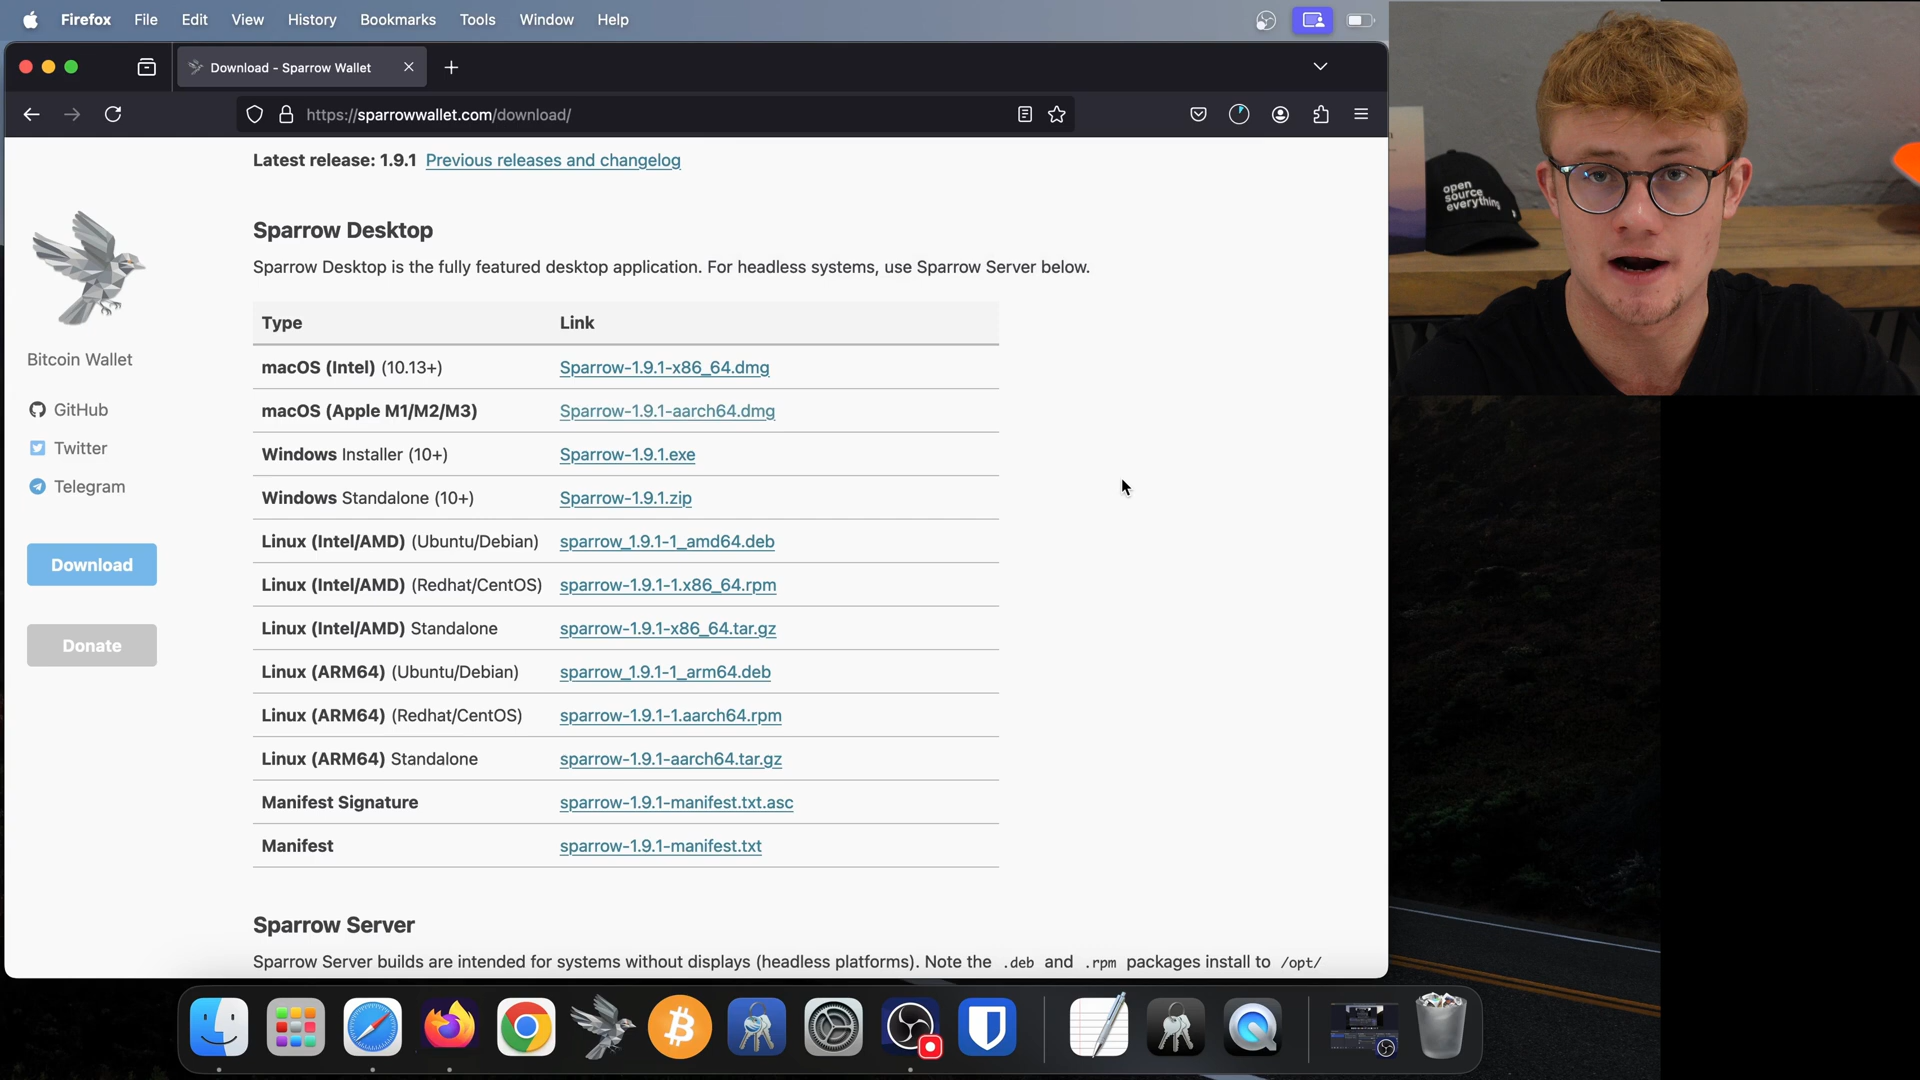 Firefox File Edit View History Bookmarks Tools Window Help
Download - Sparrow Wallet
https://sparrowwallet.com/download/
Latest release: 1.9.1 Previous releases and changelog
Sparrow Desktop
Sparrow Desktop is the fully featured desktop application. For headless systems, use Sparrow Server below.
Type Link
macOS (Intel) (10.13+) Sparrow-1.9.1-x86_64.dmg
macOS (Apple M1/M2/M3) Sparrow-1.9.1-aarch64.dmg
Windows Installer (10+) Sparrow-1.9.1.exe
Windows Standalone (10+) Sparrow-1.9.1.zip
Linux (Intel/AMD) (Ubuntu/Debian) sparrow_1.9.1-1_amd64.deb
Linux (Intel/AMD) (Redhat/CentOS) sparrow-1.9.1-1.x86_64.rpm
Linux (Intel/AMD) Standalone sparrow-1.9.1-x86_64.tar.gz
Linux (ARM64) (Ubuntu/Debian) sparrow_1.9.1-1_arm64.deb
Linux (ARM64) (Redhat/CentOS) sparrow-1.9.1-1.aarch64.rpm
Linux (ARM64) Standalone sparrow-1.9.1-aarch64.tar.gz
Manifest Signature sparrow-1.9.1-manifest.txt.asc
Manifest sparrow-1.9.1-manifest.txt
Sparrow Server
Sparrow Server builds are intended for systems without displays (headless platforms). Note the .deb and .rpm packages install to /opt/
Bitcoin Wallet
GitHub
Twitter
Telegram
Download
Donate
open
source
everything